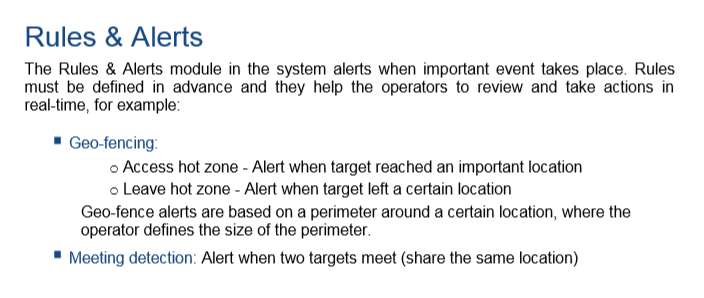 Rules & Alerts
The Rules & Alerts module in the system alerts when important event takes place. Rules
must be defined in advance and they help the operators to review and take actions in
real-time, for example:
▪ Geo-fencing:
o Access hot zone - Alert when target reached an important location
o Leave hot zone - Alert when target left a certain location
Geo-fence alerts are based on a perimeter around a certain location, where the
operator defines the size of the perimeter.
▪ Meeting detection: Alert when two targets meet (share the same location)